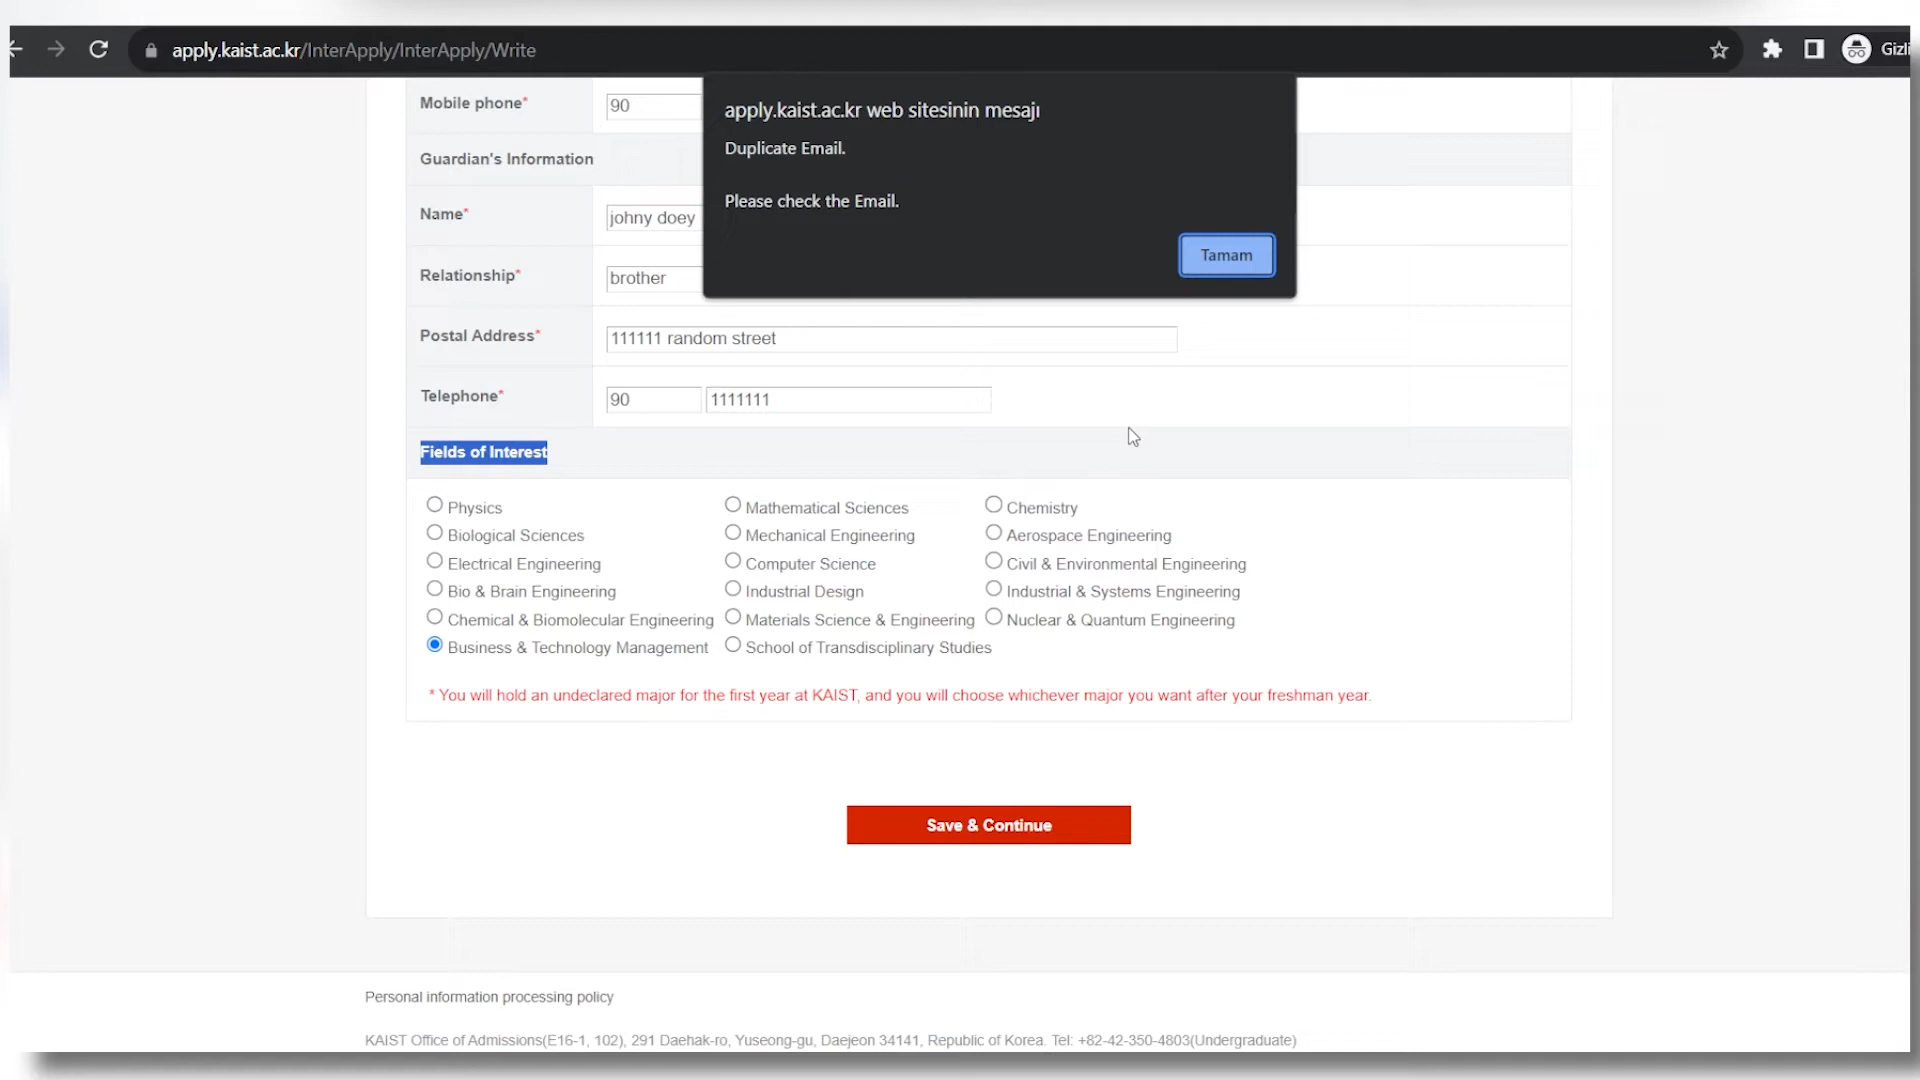 apply.kaist.ac.kr/InterApply/InterApply/Write
Gizli
apply.kaist.ac.kr web sitesinin mesajı
Duplicate Email.
Please check the Email.
Tamam
Mobile phone*
90
Guardian's Information
Name*
johny doey
Relationship*
brother
Postal Address*
111111 random street
Telephone*
90 1111111
Fields of Interest
Physics Mathematical Sciences Chemistry
Biological Sciences Mechanical Engineering Aerospace Engineering
Electrical Engineering Computer Science Civil & Environmental Engineering
Bio & Brain Engineering Industrial Design Industrial & Systems Engineering
Chemical & Biomolecular Engineering Materials Science & Engineering Nuclear & Quantum Engineering
Business & Technology Management School of Transdisciplinary Studies
* You will hold an undeclared major for the first year at KAIST, and you will choose whichever major you want after your freshman year.
Save & Continue
Personal information processing policy
KAIST Office of Admissions(E16-1, 102), 291 Daehak-ro, Yuseong-gu, Daejeon 34141, Republic of Korea. Tel: +82-42-350-4803(Undergraduate)